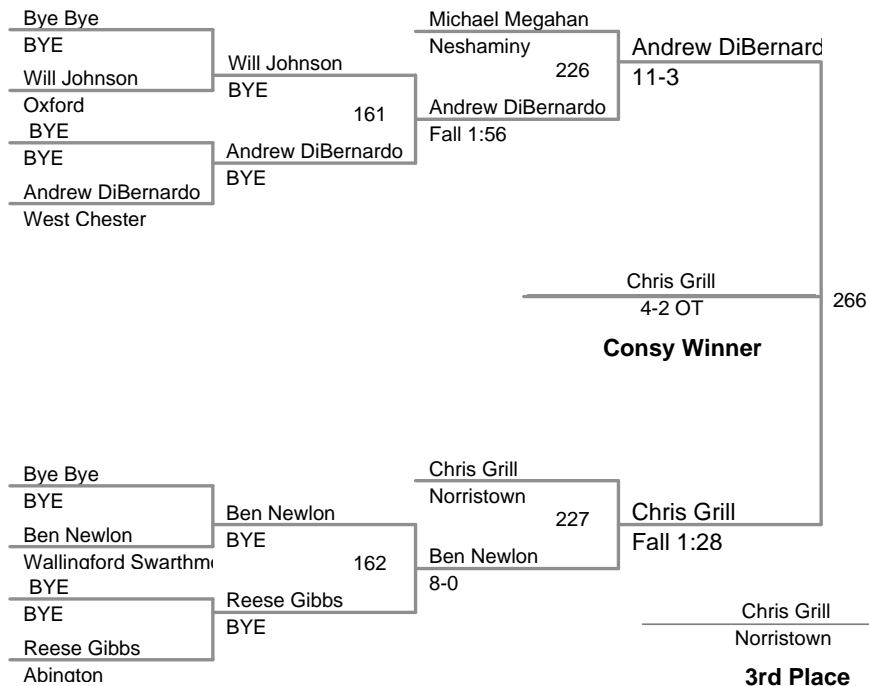 Bye Bye
BYE
Will Johnson
Oxford
BYE
BYE
Andrew DiBernardo
West Chester
Will Johnson
BYE
161
Andrew DiBernardo
BYE
Michael Megahan
Neshaminy
226
Andrew DiBernardo
Fall 1:56
Andrew DiBernard
11-3
Chris Grill
4-2 OT
266
Consy Winner
Bye Bye
BYE
Ben Newlon
Wallingford Swarthm
BYE
BYE
Reese Gibbs
Abington
Ben Newlon
BYE
162
Reese Gibbs
BYE
Chris Grill
Norristown
227
Ben Newlon
8-0
Chris Grill
Fall 1:28
Chris Grill
Norristown
3rd Place